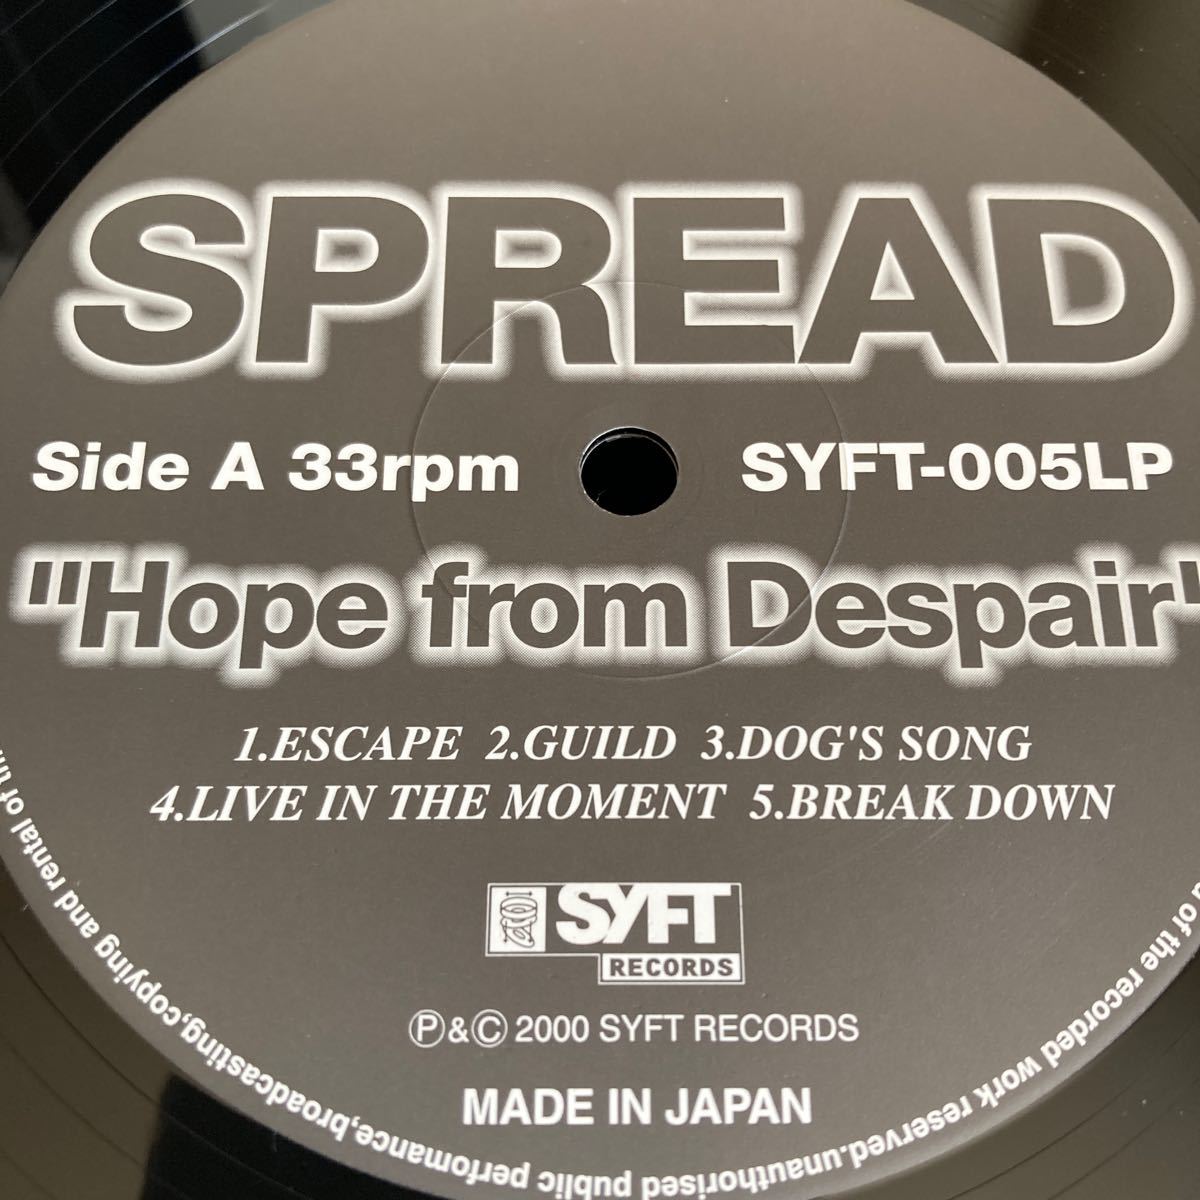 SPREAD
Side A 33rpm
SYFT-005LP
"Hope from Despair"
1.ESCAPE 2.GUILD 3.DOG'S SONG
4.LIVE IN THE MOMENT 5.BREAK DOWN
SYFT
RECORDS
Ⓟ&Ⓒ 2000 SYFT RECORDS
MADE IN JAPAN
of the recorded work reserved.unauthorised public perfomance,broadcasting,copying and rental of